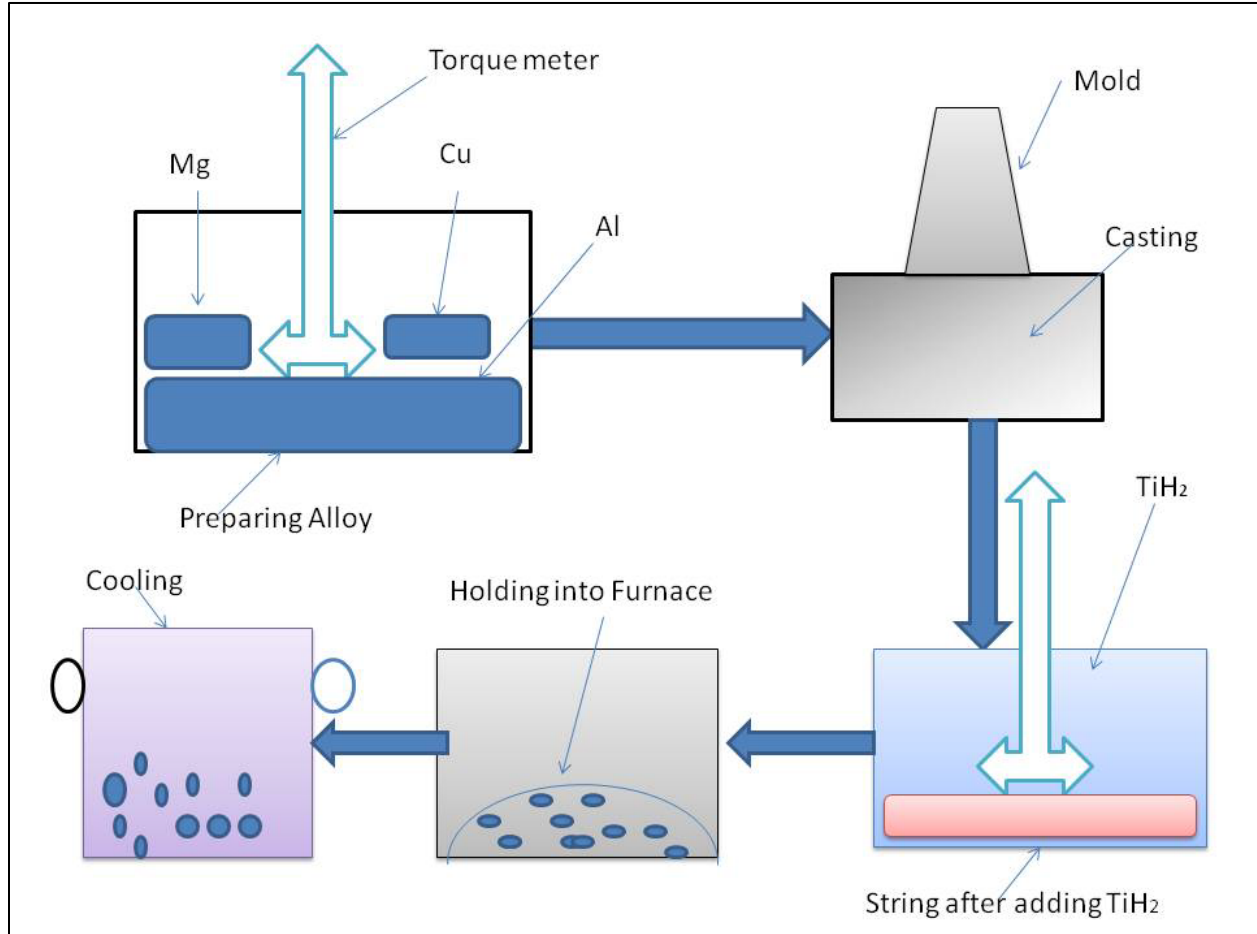 Torque meter
Mold
Mg
Cu
Al
Casting
Preparing Alloy
TiH₂
Cooling
Holding into Furnace
String after adding TiH₂